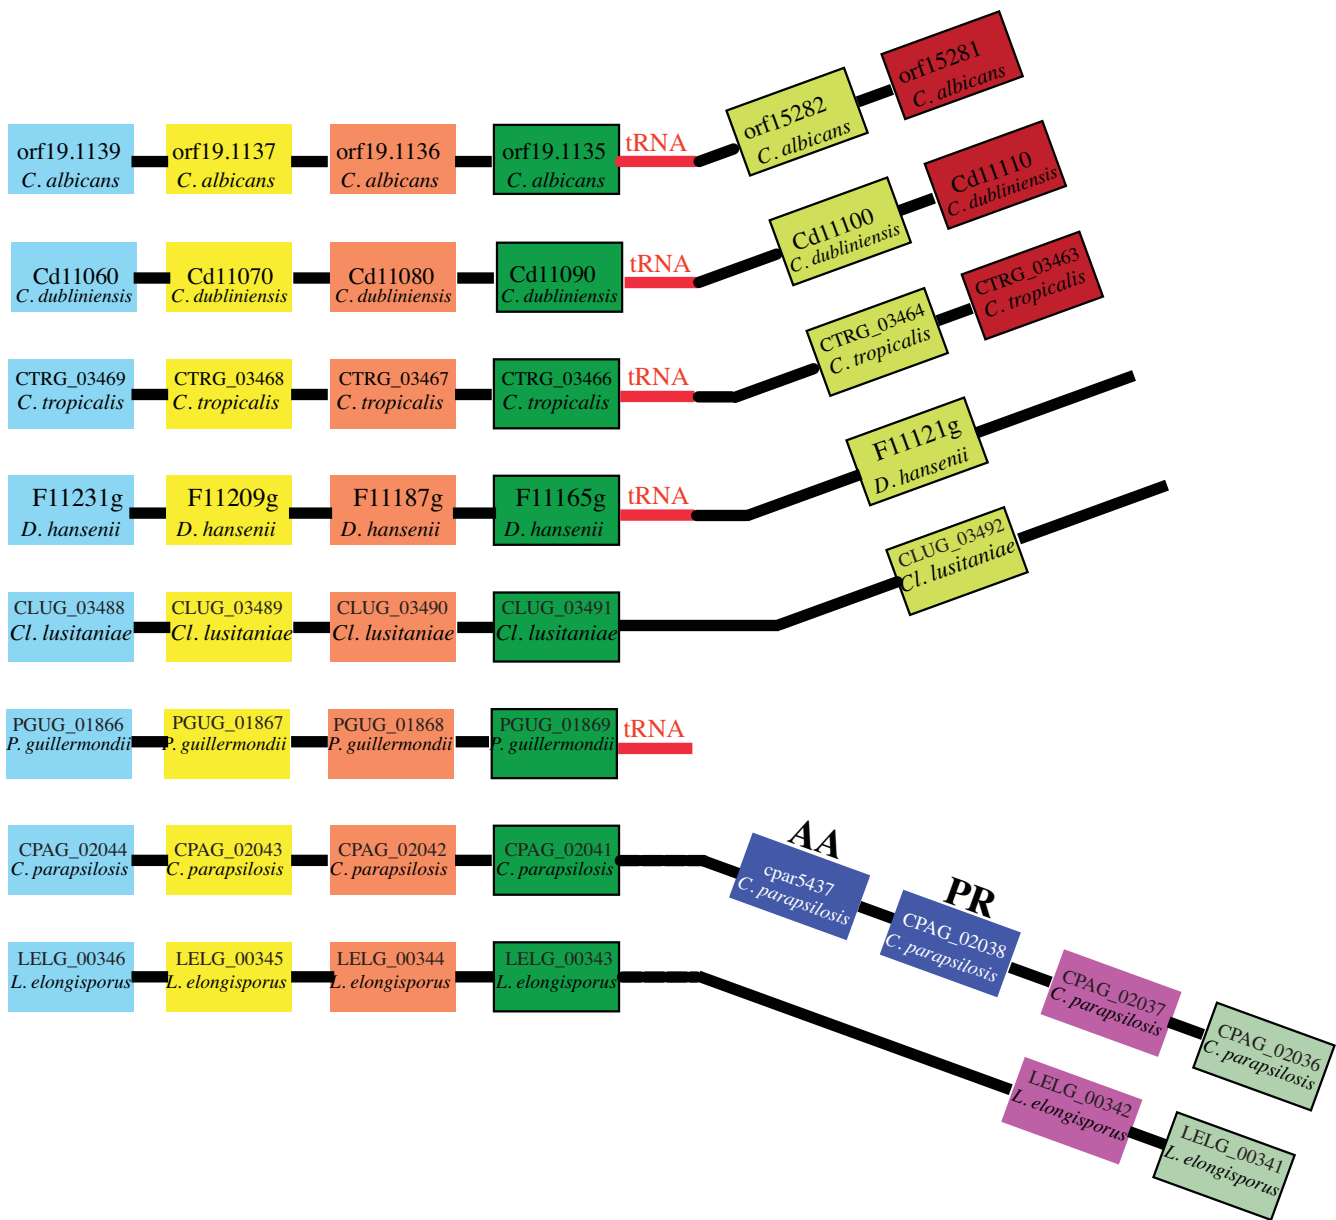 orf19.1139
C. albicans
orf19.1137
C. albicans
orf19.1136
C. albicans
orf19.1135
C. albicans
tRNA
orf15282
C. albicans
orf15281
C. albicans
Cd11060
C. dubliniensis
Cd11070
C. dubliniensis
Cd11080
C. dubliniensis
Cd11090
C. dubliniensis
tRNA
Cd11100
C. dubliniensis
Cd11110
C. dubliniensis
CTRG_03469
C. tropicalis
CTRG_03468
C. tropicalis
CTRG_03467
C. tropicalis
CTRG_03466
C. tropicalis
tRNA
CTRG_03464
C. tropicalis
CTRG_03463
C. tropicalis
F11231g
D. hansenii
F11209g
D. hansenii
F11187g
D. hansenii
F11165g
D. hansenii
tRNA
F11121g
D. hansenii
CLUG_03488
Cl. lusitaniae
CLUG_03489
Cl. lusitaniae
CLUG_03490
Cl. lusitaniae
CLUG_03491
Cl. lusitaniae
CLUG_03492
Cl. lusitaniae
PGUG_01866
P. guillermondii
PGUG_01867
P. guillermondii
PGUG_01868
P. guillermondii
PGUG_01869
P. guillermondii
tRNA
CPAG_02044
C. parapsilosis
CPAG_02043
C. parapsilosis
CPAG_02042
C. parapsilosis
CPAG_02041
C. parapsilosis
AA
cpar5437
C. parapsilosis
PR
CPAG_02038
C. parapsilosis
CPAG_02037
C. parapsilosis
CPAG_02036
C. parapsilosis
LELG_00346
L. elongisporus
LELG_00345
L. elongisporus
LELG_00344
L. elongisporus
LELG_00343
L. elongisporus
LELG_00342
L. elongisporus
LELG_00341
L. elongisporus